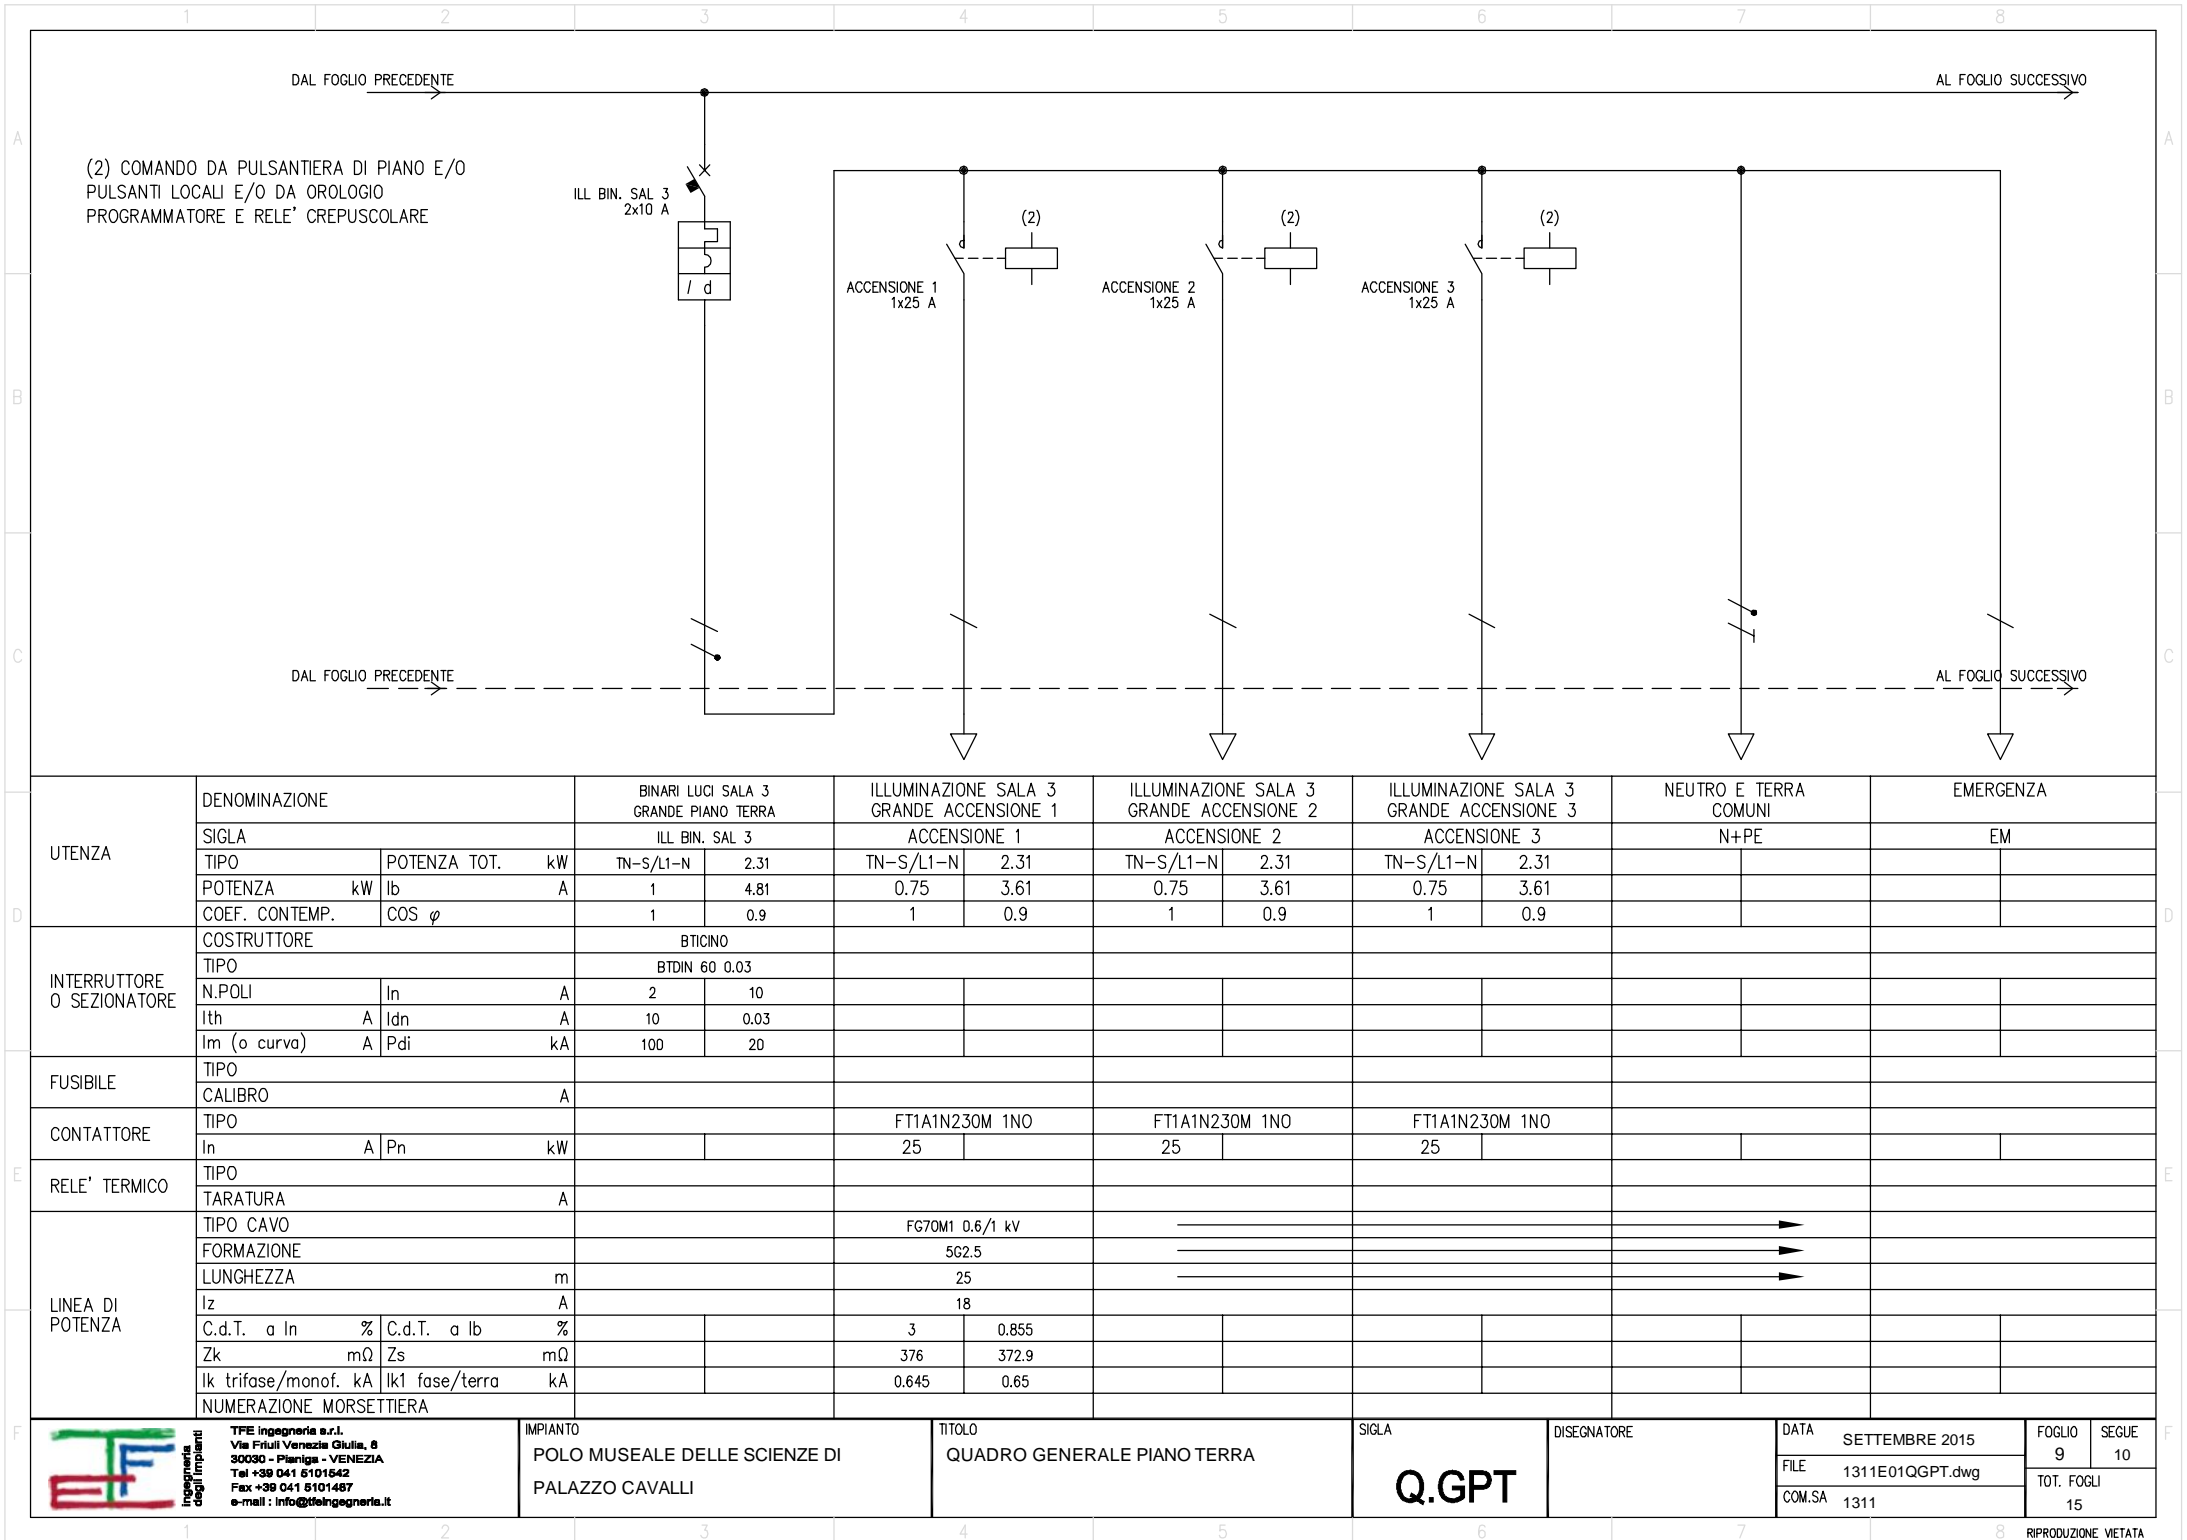 1 2 3 4 5 6 7 8
DAL FOGLIO PRECEDENTE
AL FOGLIO SUCCESSIVO
A A
(2) COMANDO DA PULSANTIERA DI PIANO E/O
PULSANTI LOCALI E/O DA OROLOGIO
PROGRAMMATORE E RELE' CREPUSCOLARE
ILL BIN. SAL 3
2x10 A
I d
(2) (2) (2)
ACCENSIONE 1
1x25 A
ACCENSIONE 2
1x25 A
ACCENSIONE 3
1x25 A
B B
C C
DAL FOGLIO PRECEDENTE
AL FOGLIO SUCCESSIVO
UTENZA
DENOMINAZIONE
BINARI LUCI SALA 3
GRANDE PIANO TERRA
ILLUMINAZIONE SALA 3
GRANDE ACCENSIONE 1
ILLUMINAZIONE SALA 3
GRANDE ACCENSIONE 2
ILLUMINAZIONE SALA 3
GRANDE ACCENSIONE 3
NEUTRO E TERRA
COMUNI
EMERGENZA
SIGLA ILL BIN. SAL 3 ACCENSIONE 1 ACCENSIONE 2 ACCENSIONE 3 N+PE EM
TIPO POTENZA TOT. kW TN-S/L1-N 2.31 TN-S/L1-N 2.31 TN-S/L1-N 2.31 TN-S/L1-N 2.31
POTENZA kW Ib A 1 4.81 0.75 3.61 0.75 3.61 0.75 3.61
COEF. CONTEMP. COS φ 1 0.9 1 0.9 1 0.9 1 0.9
D D
INTERRUTTORE
O SEZIONATORE
COSTRUTTORE BTICINO
TIPO BTDIN 60 0.03
N.POLI In A 2 10
Ith A Idn A 10 0.03
Im (o curva) A Pdi kA 100 20
FUSIBILE
TIPO
CALIBRO A
CONTATTORE
TIPO FT1A1N230M 1NO FT1A1N230M 1NO FT1A1N230M 1NO
In A Pn kW 25 25 25
E E
RELE' TERMICO
TIPO
TARATURA A
LINEA DI
POTENZA
TIPO CAVO FG7OM1 0.6/1 kV
FORMAZIONE 5G2.5
LUNGHEZZA m 25
Iz A 18
C.d.T. a In % C.d.T. a Ib % 3 0.855
Zk mΩ Zs mΩ 376 372.9
Ik trifase/monof. kA Ik1 fase/terra kA 0.645 0.65
NUMERAZIONE MORSETTIERA
F F
TFE
ingegneria
degli impianti
TFE ingegneria s.r.l.
Via Friuli Venezia Giulia, 8
30030 - Pianiga - VENEZIA
Tel +39 041 5101542
Fax +39 041 5101487
e-mail : info@tfeingegneria.it
IMPIANTO
POLO MUSEALE DELLE SCIENZE DI
PALAZZO CAVALLI
TITOLO
QUADRO GENERALE PIANO TERRA
SIGLA
Q.GPT
DISEGNATORE
DATA SETTEMBRE 2015
FILE 1311E01QGPT.dwg
COM.SA 1311
FOGLIO
9
SEGUE
10
TOT. FOGLI
15
1 2 3 4 5 6 7 8
RIPRODUZIONE VIETATA